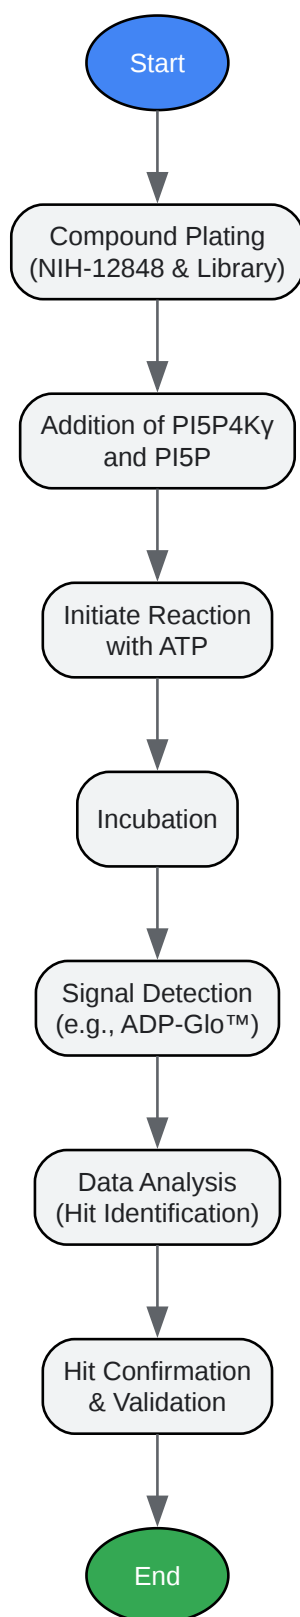 Start
Compound Plating
(NIH-12848 & Library)
Addition of PI5P4Kγ
and PI5P
Initiate Reaction
with ATP
Incubation
Signal Detection
(e.g., ADP-Glo™)
Data Analysis
(Hit Identification)
Hit Confirmation
& Validation
End